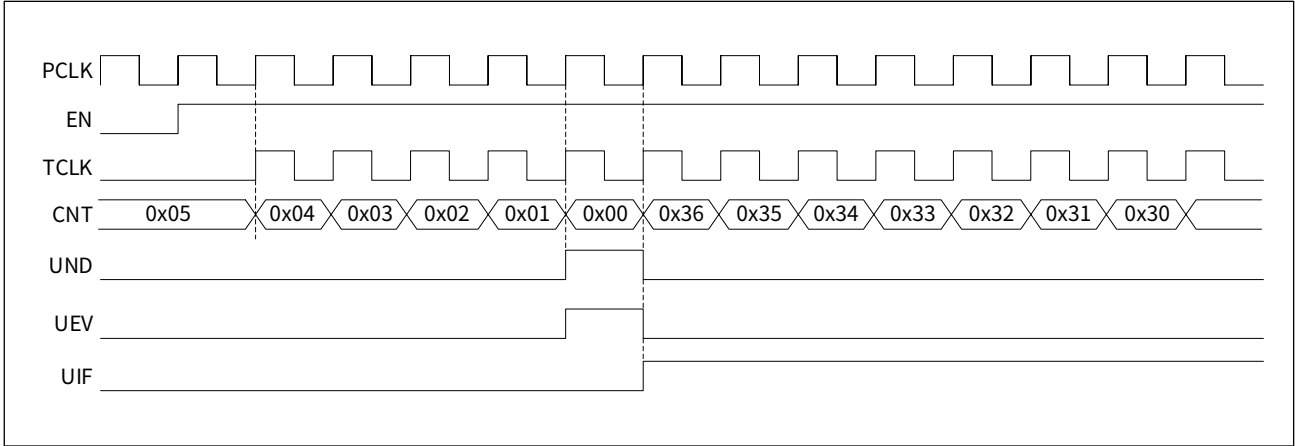 PCLK
EN
TCLK
CNT 0x05 0x04 0x03 0x02 0x01 0x00 0x36 0x35 0x34 0x33 0x32 0x31 0x30
UND
UEV
UIF